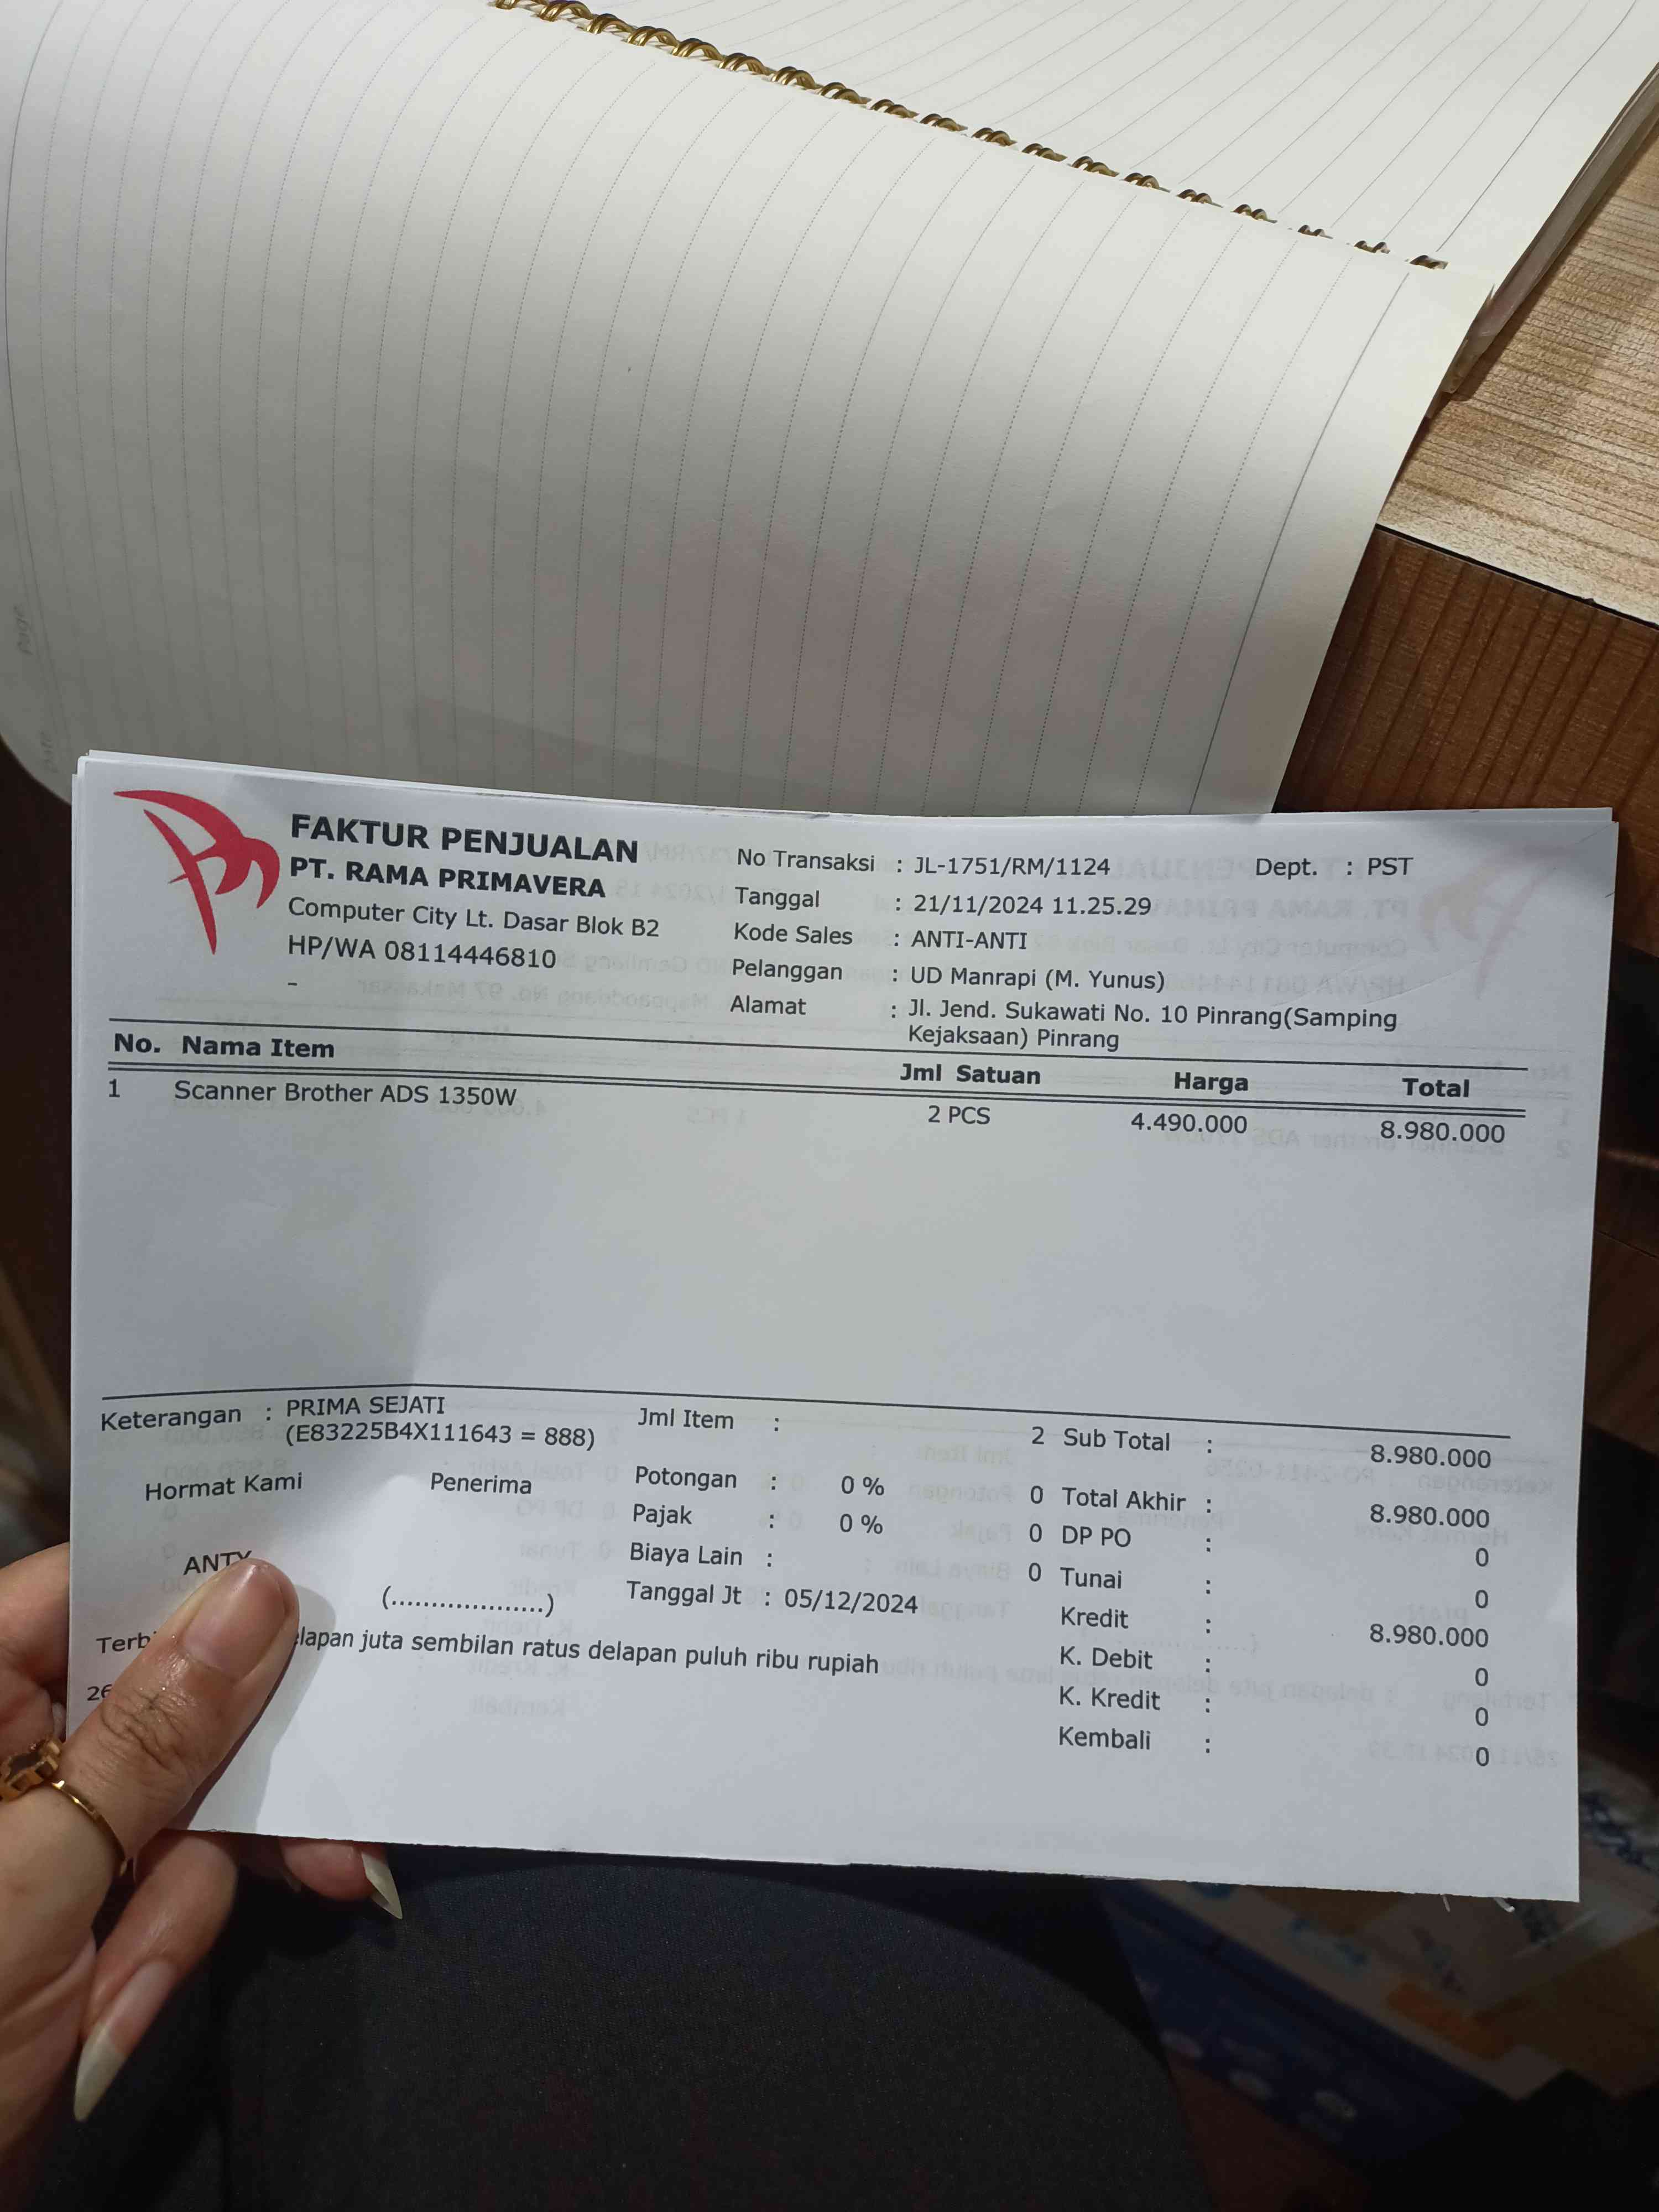 FAKTUR PENJUALAN
PT. RAMA PRIMAVERA
Computer City Lt. Dasar Blok B2
HP/WA 08114446810
-
No Transaksi : JL-1751/RM/1124
Dept. : PST
Tanggal : 21/11/2024 11.25.29
Kode Sales : ANTI-ANTI
Pelanggan : UD Manrapi (M. Yunus)
Alamat : Jl. Jend. Sukawati No. 10 Pinrang(Samping
Kejaksaan) Pinrang
No. Nama Item Jml Satuan Harga Total
1 Scanner Brother ADS 1350W 2 PCS 4.490.000 8.980.000
Keterangan : PRIMA SEJATI
(E83225B4X111643 = 888)
Hormat Kami Penerima
ANTY
(...................)
Jml Item : 2
Potongan : 0 % 0
Pajak : 0 % 0
Biaya Lain : 0
Tanggal Jt : 05/12/2024
Sub Total : 8.980.000
Total Akhir : 8.980.000
DP PO : 0
Tunai : 0
Kredit : 8.980.000
K. Debit : 0
K. Kredit : 0
Kembali : 0
juta sembilan ratus delapan puluh ribu rupiah